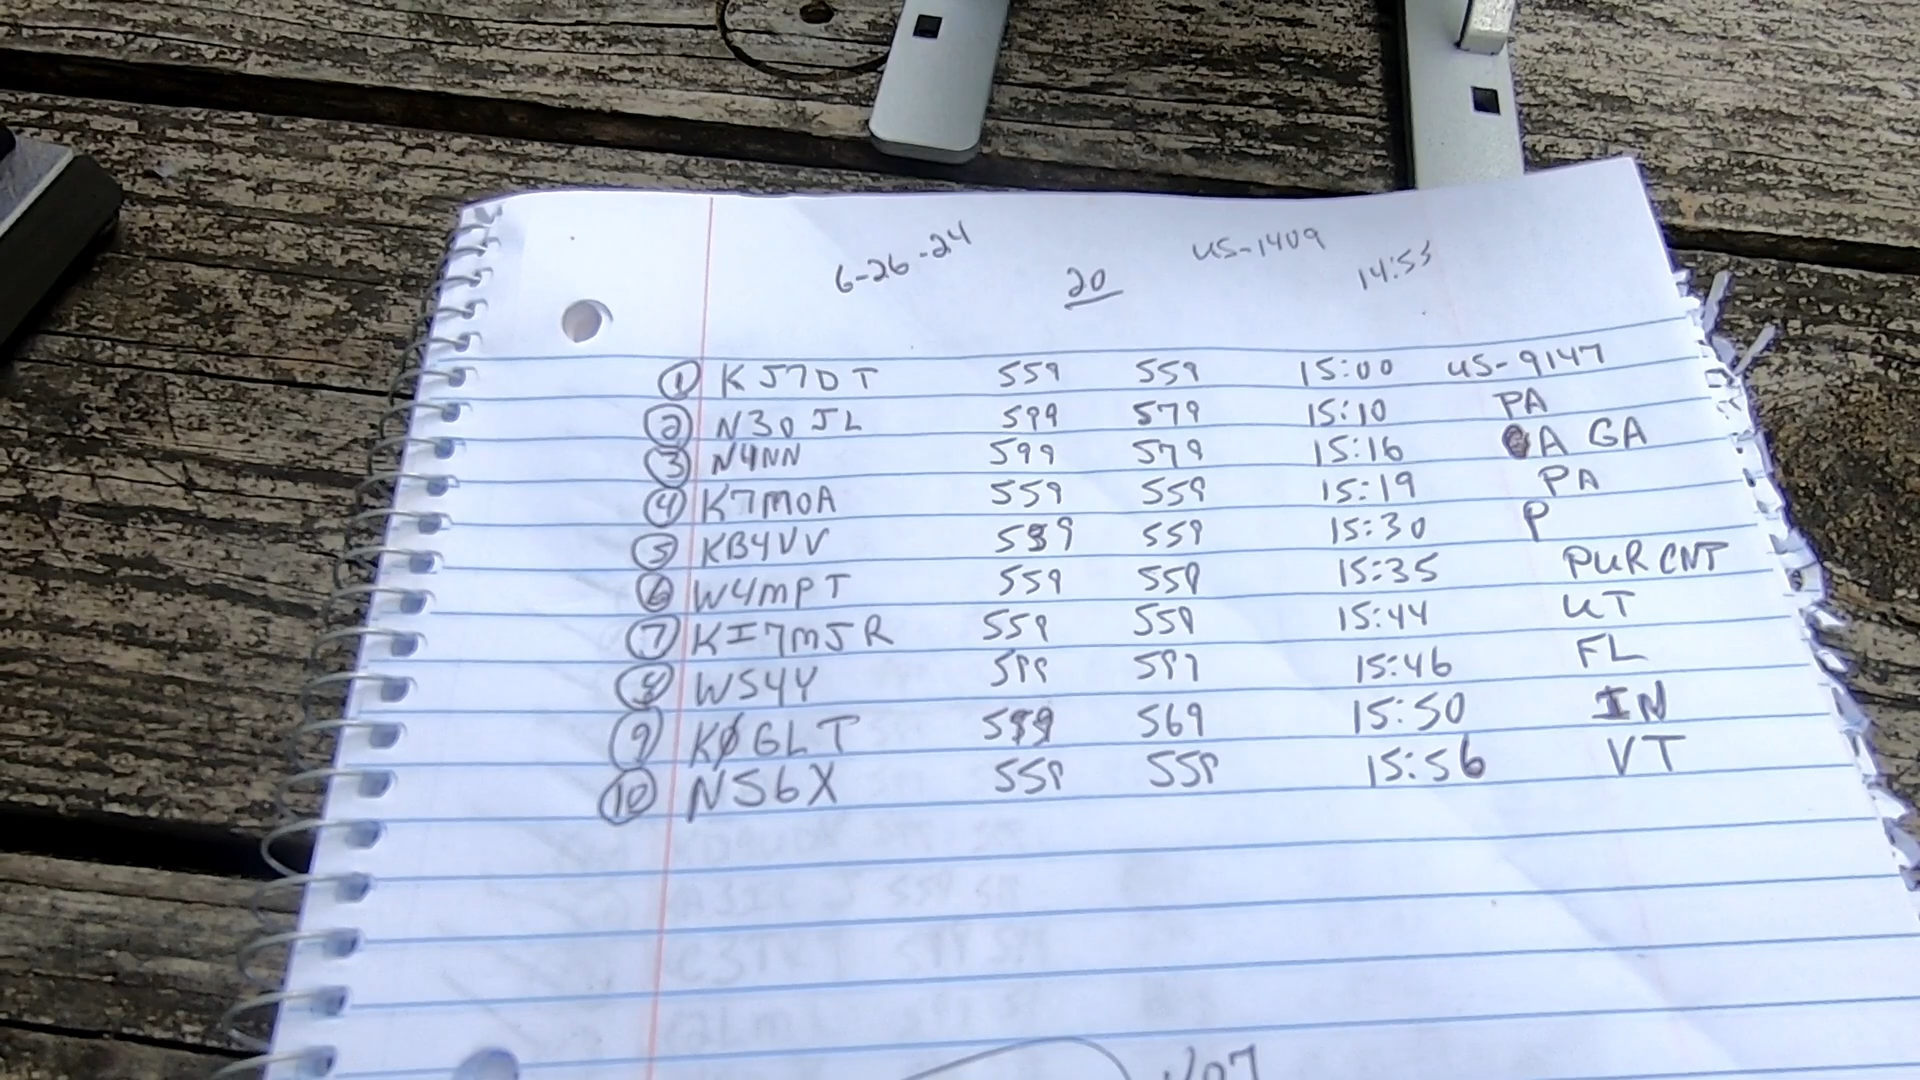 6-26-24 20 US-1409 14:55
1 KJ7DT 559 559 15:00 US-9147
2 N3OJL 599 579 15:10 PA
3 N4NN 599 579 15:16 A GA
4 K7MOA 559 559 15:19 PA
5 KB4VV 559 15:30 P
6 W4MPT 559 559 15:35 PUR CNT
7 KI7MJR 559 559 15:44 UT
8 WS4Y 599 597 15:46 FL
9 KØGLT 599 569 15:50 IN
10 NS6X 559 559 15:56 VT